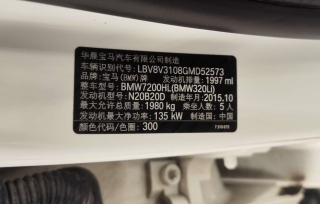 华晨宝马汽车有限公司制造
车辆识别代号: LBV8V3108GMD52573
品牌: 宝马(BMW)牌 发动机排量: 1997 ml
整车型号: BMW7200HL(BMW320Li)
发动机型号: N20B20D 制造年月: 2015.10
最大允许总质量: 1980 kg 乘坐人数: 5人
发动机最大净功率: 135 kW 制造国: 中国
颜色代码/色圈: 300